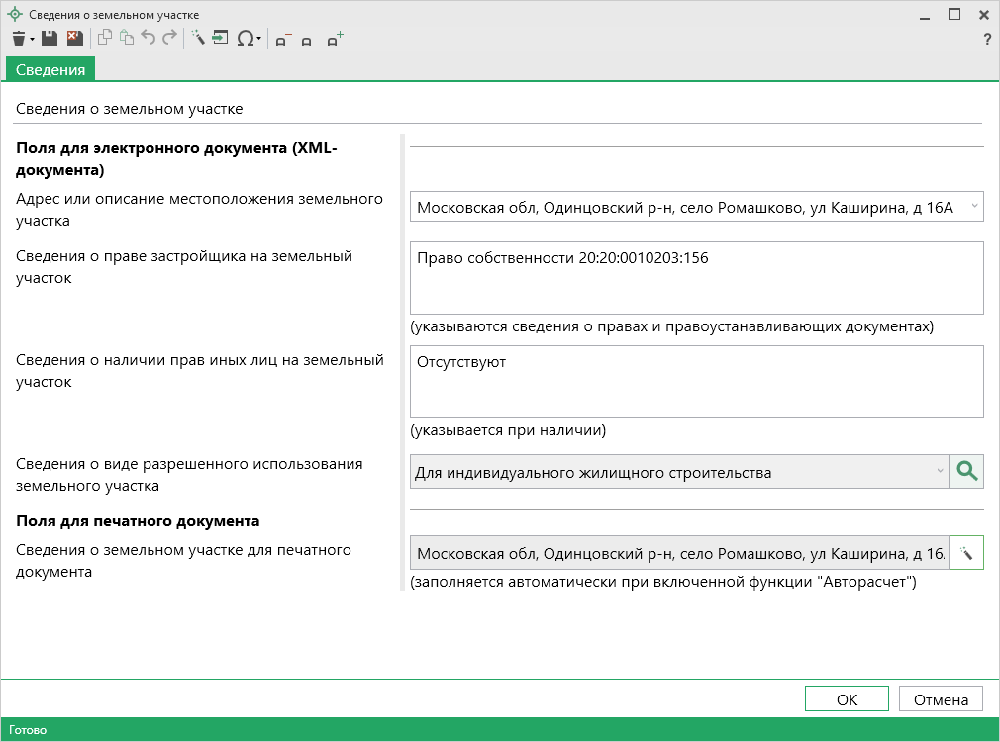 Сведения о земельном участке
?
Сведения
Сведения о земельном участке
Поля для электронного документа (XML-
документа)
Адрес или описание местоположения земельного
участка
Московская обл, Одинцовский р-н, село Ромашково, ул Каширина, д 16А
Сведения о праве застройщика на земельный
участок
Право собственности 20:20:0010203:156
(указываются сведения о правах и правоустанавливающих документах)
Сведения о наличии прав иных лиц на земельный
участок
Отсутствуют
(указывается при наличии)
Сведения о виде разрешенного использования
земельного участка
Для индивидуального жилищного строительства
Поля для печатного документа
Сведения о земельном участке для печатного
документа
Московская обл, Одинцовский р-н, село Ромашково, ул Каширина, д 16
(заполняется автоматически при включенной функции "Авторасчет")
ОК
Отмена
Готово